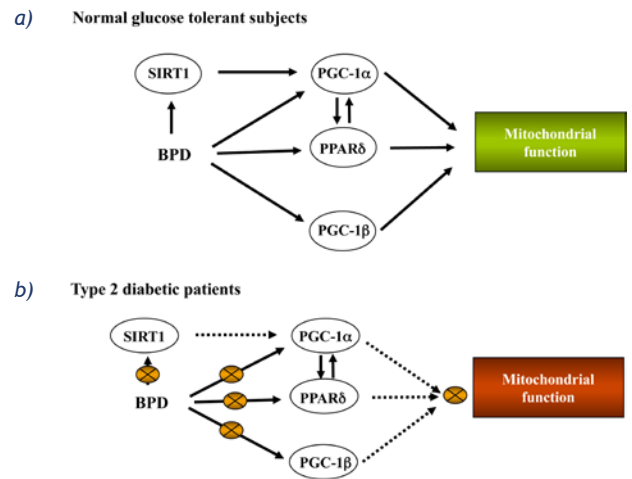 a) Normal glucose tolerant subjects
SIRT1
PGC-1α
BPD
PPARδ
Mitochondrial
function
PGC-1β
b) Type 2 diabetic patients
SIRT1
PGC-1α
BPD
PPARδ
Mitochondrial
function
PGC-1β